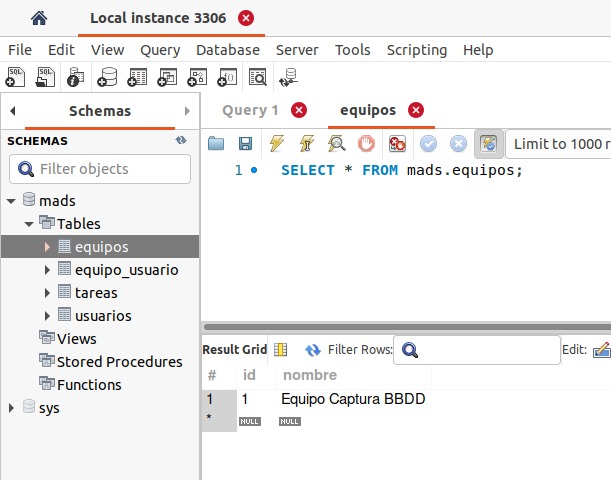 Local instance 3306
File Edit View Query Database Server Tools Scripting Help
Schemas
SCHEMAS
Filter objects
mads
Tables
equipos
equipo_usuario
tareas
usuarios
Views
Stored Procedures
Functions
sys
Query 1
equipos
Limit to 1000 r
1 SELECT * FROM mads.equipos;
Result Grid Filter Rows: Edit:
# id nombre
1 1 Equipo Captura BBDD
* NULL NULL